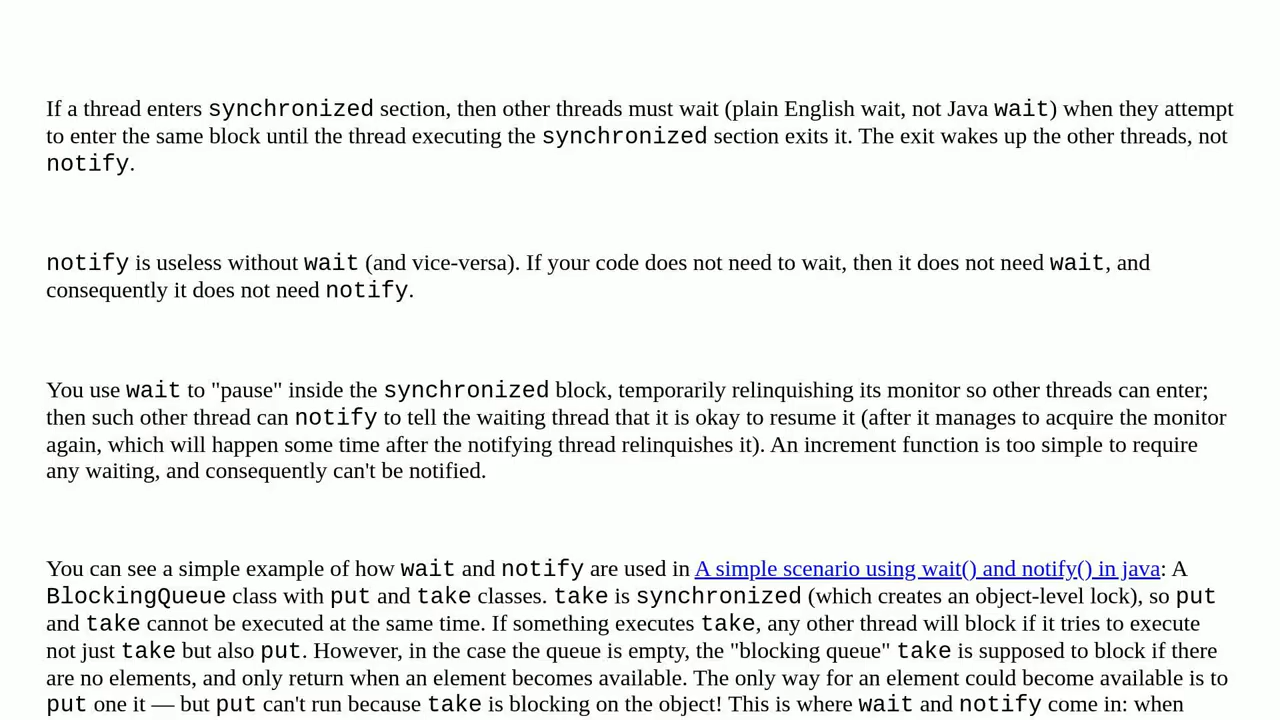 If a thread enters synchronized section, then other threads must wait (plain English wait, not Java wait) when they attempt
to enter the same block until the thread executing the synchronized section exits it. The exit wakes up the other threads, not
notify.
notify is useless without wait (and vice-versa). If your code does not need to wait, then it does not need wait, and
consequently it does not need notify.
You use wait to "pause" inside the synchronized block, temporarily relinquishing its monitor so other threads can enter;
then such other thread can notify to tell the waiting thread that it is okay to resume it (after it manages to acquire the monitor
again, which will happen some time after the notifying thread relinquishes it). An increment function is too simple to require
any waiting, and consequently can't be notified.
You can see a simple example of how wait and notify are used in A simple scenario using wait() and notify() in java: A
BlockingQueue class with put and take classes. take is synchronized (which creates an object-level lock), so put
and take cannot be executed at the same time. If something executes take, any other thread will block if it tries to execute
not just take but also put. However, in the case the queue is empty, the "blocking queue" take is supposed to block if there
are no elements, and only return when an element becomes available. The only way for an element could become available is to
put one it — but put can't run because take is blocking on the object! This is where wait and notify come in: when